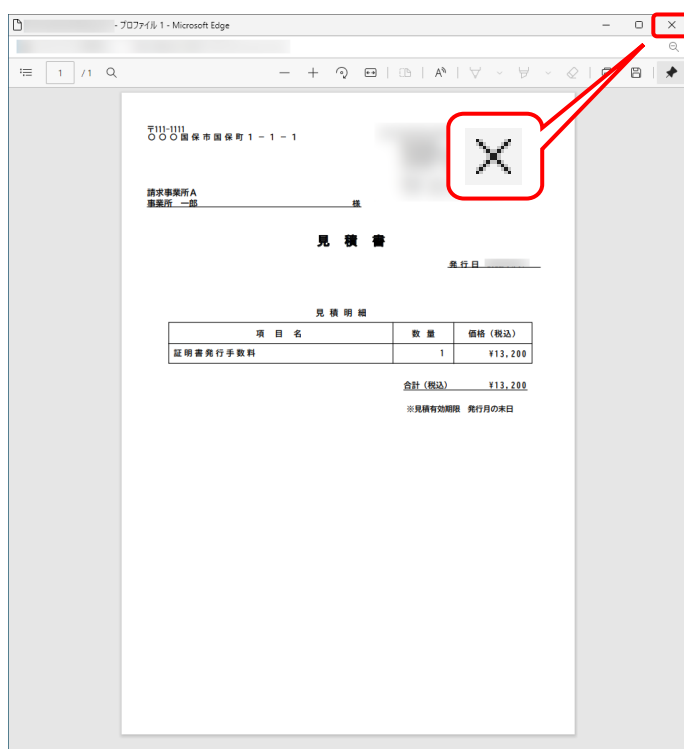 - プロファイル 1 - Microsoft Edge
1 /1
〒111-1111
〇〇〇国保市国保町1－1－1
請求事業所A
事業所 一郎 様
見 積 書
発行日
見積明細
項 目 名 数 量 価格（税込）
証明書発行手数料 1 ¥13,200
合計（税込） ¥13,200
※見積有効期限 発行月の末日